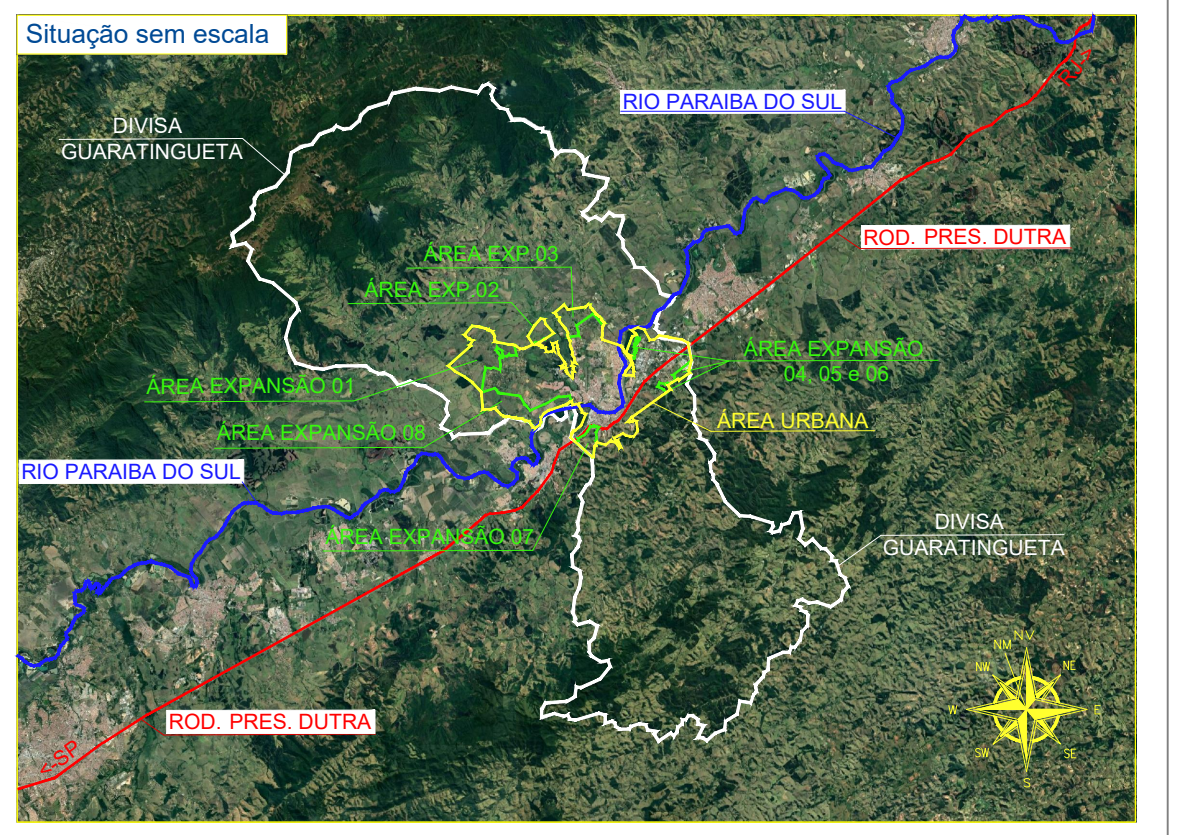 Situação sem escala
RJ->
RIO PARAIBA DO SUL
DIVISA
GUARATINGUETA
ROD. PRES. DUTRA
ÁREA EXP.03
ÁREA EXP.02
ÁREA EXPANSÃO
04, 05 e 06
ÁREA EXPANSÃO 01
ÁREA URBANA
ÁREA EXPANSÃO 08
RIO PARAIBA DO SUL
DIVISA
GUARATINGUETA
ÁREA EXPANSÃO 07
NV
NM
NW
NE
W
E
SW
SE
S
ROD. PRES. DUTRA
<-SP